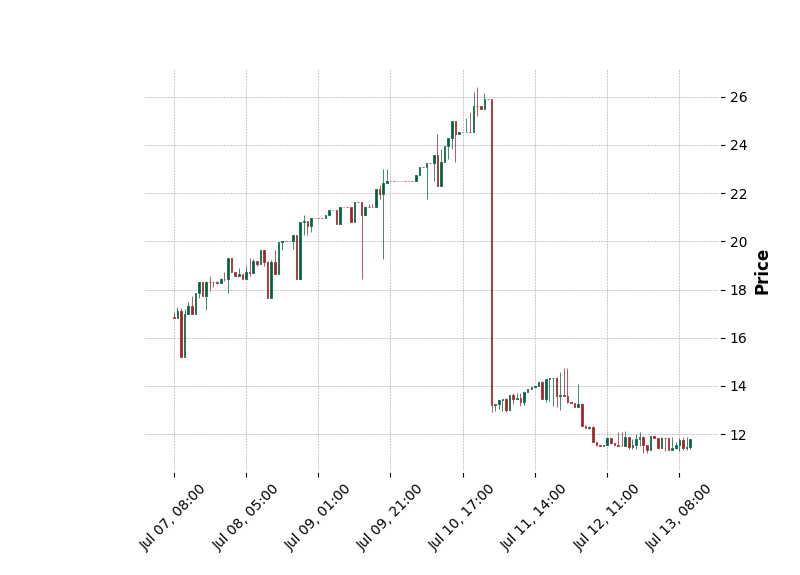 26
24
22
20
18
16
14
12
Price
Jul 07, 08:00
Jul 08, 05:00
Jul 09, 01:00
Jul 09, 21:00
Jul 10, 17:00
Jul 11, 14:00
Jul 12, 11:00
Jul 13, 08:00